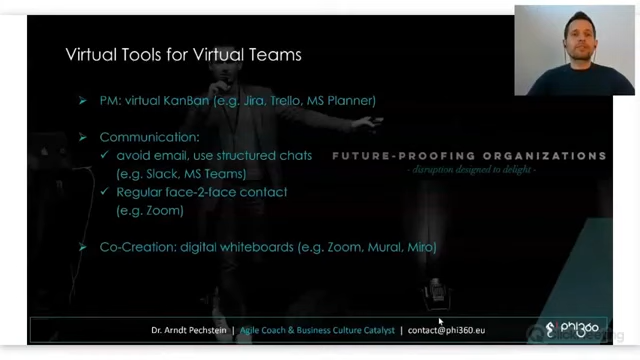 Virtual Tools for Virtual Teams
PM: virtual KanBan (e.g. Jira, Trello, MS Planner)
Communication:
avoid email, use structured chats
(e.g. Slack, MS Teams)
Regular face-2-face contact
(e.g. Zoom)
Co-Creation: digital whiteboards (e.g. Zoom, Mural, Miro)
FUTURE-PROOFING ORGANIZATIONS
- disruption designed to delight -
Dr. Arndt Pechstein | Agile Coach & Business Culture Catalyst | contact@phi360.eu
phi360